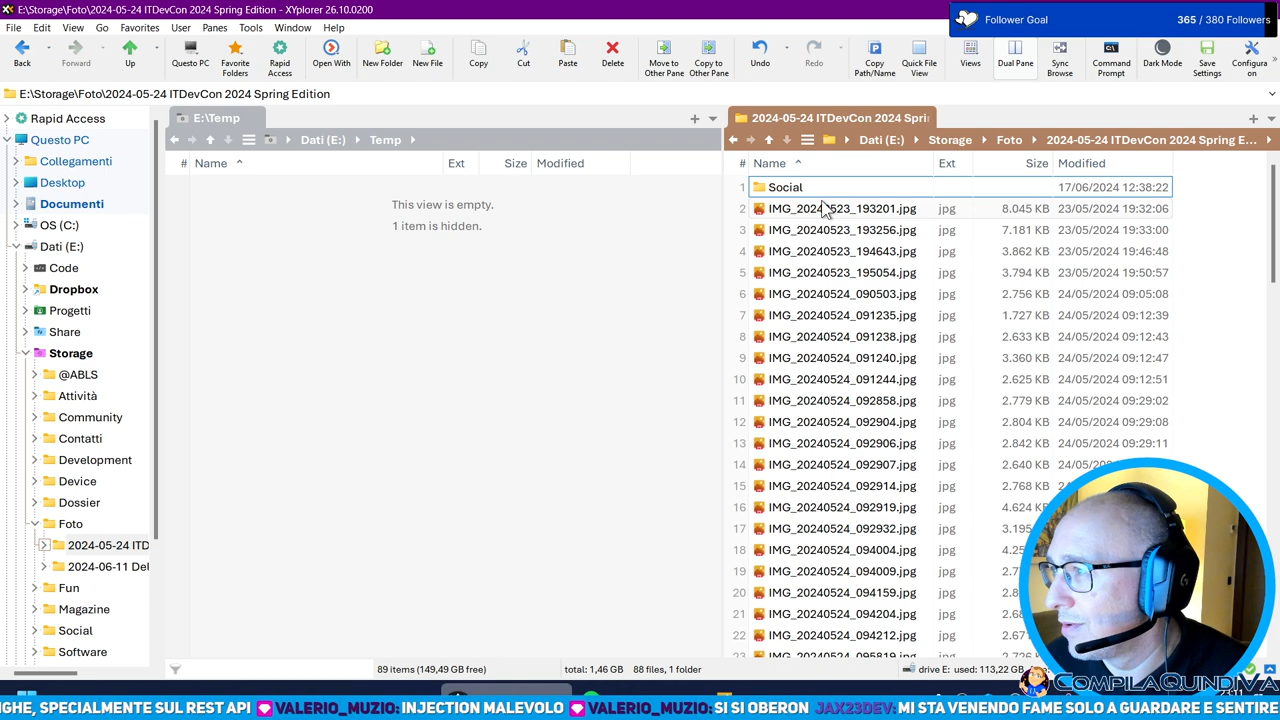 E:\Storage\Foto\2024-05-24 ITDevCon 2024 Spring Edition - XYplorer 26.10.0200
File Edit View Go Favorites User Panes Tools Window Help
Follower Goal 365 / 380 Followers
Back Forward Up Questo PC Favorite Folders Rapid Access Open With New Folder New File Copy Cut Paste Delete Move to Other Pane Copy to Other Pane Undo Redo Copy Path/Name Quick File View Views Dual Pane Sync Browse Command Prompt Dark Mode Save Settings Configura on
E:\Storage\Foto\2024-05-24 ITDevCon 2024 Spring Edition
Rapid Access
Questo PC
Collegamenti
Desktop
Documenti
OS (C:)
Dati (E:)
Code
Dropbox
Progetti
Share
Storage
@ABLS
Attività
Community
Contatti
Development
Device
Dossier
Foto
2024-05-24 ITD
2024-06-11 Del
Fun
Magazine
Social
Software
E:\Temp
Dati (E:) Temp
# Name Ext Size Modified
This view is empty.
1 item is hidden.
2024-05-24 ITDevCon 2024 Spri
Dati (E:) Storage Foto 2024-05-24 ITDevCon 2024 Spring E...
# Name Ext Size Modified
1 Social 17/06/2024 12:38:22
2 IMG_20240523_193201.jpg jpg 8.045 KB 23/05/2024 19:32:06
3 IMG_20240523_193256.jpg jpg 7.181 KB 23/05/2024 19:33:00
4 IMG_20240523_194643.jpg jpg 3.862 KB 23/05/2024 19:46:48
5 IMG_20240523_195054.jpg jpg 3.794 KB 23/05/2024 19:50:57
6 IMG_20240524_090503.jpg jpg 2.756 KB 24/05/2024 09:05:08
7 IMG_20240524_091235.jpg jpg 1.727 KB 24/05/2024 09:12:39
8 IMG_20240524_091238.jpg jpg 2.633 KB 24/05/2024 09:12:43
9 IMG_20240524_091240.jpg jpg 3.360 KB 24/05/2024 09:12:47
10 IMG_20240524_091244.jpg jpg 2.625 KB 24/05/2024 09:12:51
11 IMG_20240524_092858.jpg jpg 2.779 KB 24/05/2024 09:29:02
12 IMG_20240524_092904.jpg jpg 2.804 KB 24/05/2024 09:29:08
13 IMG_20240524_092906.jpg jpg 2.842 KB 24/05/2024 09:29:11
14 IMG_20240524_092907.jpg jpg 2.640 KB
15 IMG_20240524_092914.jpg jpg 2.768 KB
16 IMG_20240524_092919.jpg jpg 4.624 KB
17 IMG_20240524_092932.jpg jpg 3.195
18 IMG_20240524_094004.jpg jpg 4.25
19 IMG_20240524_094009.jpg jpg 2.7
20 IMG_20240524_094159.jpg jpg 2.8
21 IMG_20240524_094204.jpg jpg 2.6
22 IMG_20240524_094212.jpg jpg 2.67
23 IMG_20240524_095819.jpg jpg 2.726
89 items (149,49 GB free) total: 1,46 GB 88 files, 1 folder drive E: used: 113,22 GB,
COMPILAQUINDIVA
GHE, SPECIALMENTE SUL REST API VALERIO_MUZIO: INJECTION MALEVOLO VALERIO_MUZIO: SI SI OBERON JAX23DEV: MI STA VENENDO FAME SOLO A GUARDARE E SENTIRE